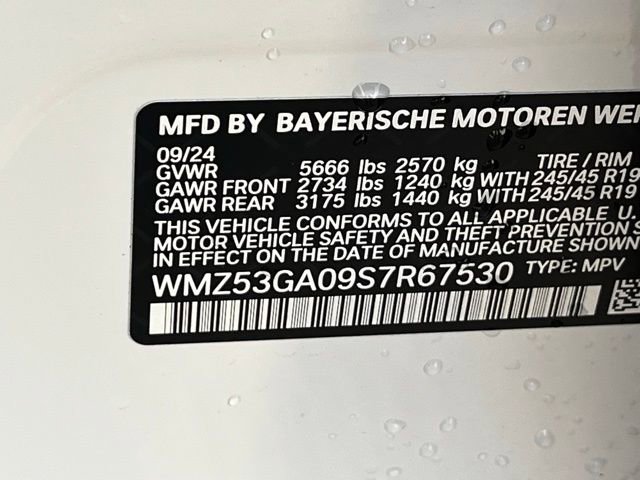 MFD BY BAYERISCHE MOTOREN
09/24 TIRE / RIM
GVWR 5666 lbs 2570 kg
GAWR FRONT 2734 lbs 1240 kg WITH 245/45 R19
GAWR REAR 3175 lbs 1440 kg WITH 245/45 R19
THIS VEHICLE CONFORMS TO ALL APPLICABLE U
MOTOR VEHICLE SAFETY AND THEFT PREVENTION
IN EFFECT ON THE DATE OF MANUFACTURE SHOWN
WMZ53GA09S7R67530 TYPE: MPV